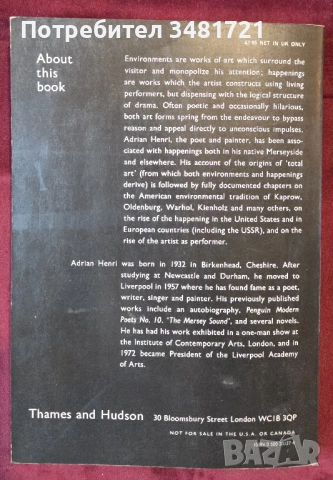 Потребител 3481721
£7·95 NET IN UK ONLY
About
this
book
Environments are works of art which surround the
visitor and monopolize his attention; happenings
are works which the artist constructs using living
performers, but dispensing with the logical structure
of drama. Often poetic and occasionally hilarious,
both art forms spring from the endeavour to bypass
reason and appeal directly to unconscious impulses.
Adrian Henri, the poet and painter, has been asso-
ciated with happenings both in his native Merseyside
and elsewhere. His account of the origins of 'total
art' (from which both environments and happenings
derive) is followed by fully documented chapters on
the American environmental tradition of Kaprow,
Oldenburg, Warhol, Kienholz and many others, on
the rise of the happening in the United States and in
European countries (including the USSR), and on
the rise of the artist as performer.
Adrian Henri was born in 1932 in Birkenhead, Cheshire. After
studying at Newcastle and Durham, he moved to
Liverpool in 1957 where he has found fame as a poet,
writer, singer and painter. His previously published
works include an autobiography, Penguin Modern
Poets No. 10, 'The Mersey Sound', and several novels.
He has had his work exhibited in a one-man show at
the Institute of Contemporary Arts, London, and in
1972 became President of the Liverpool Academy
of Arts.
Thames and Hudson 30 Bloomsbury Street London WC1B 3QP
NOT FOR SALE IN THE U.S.A. OR CANADA
bazar